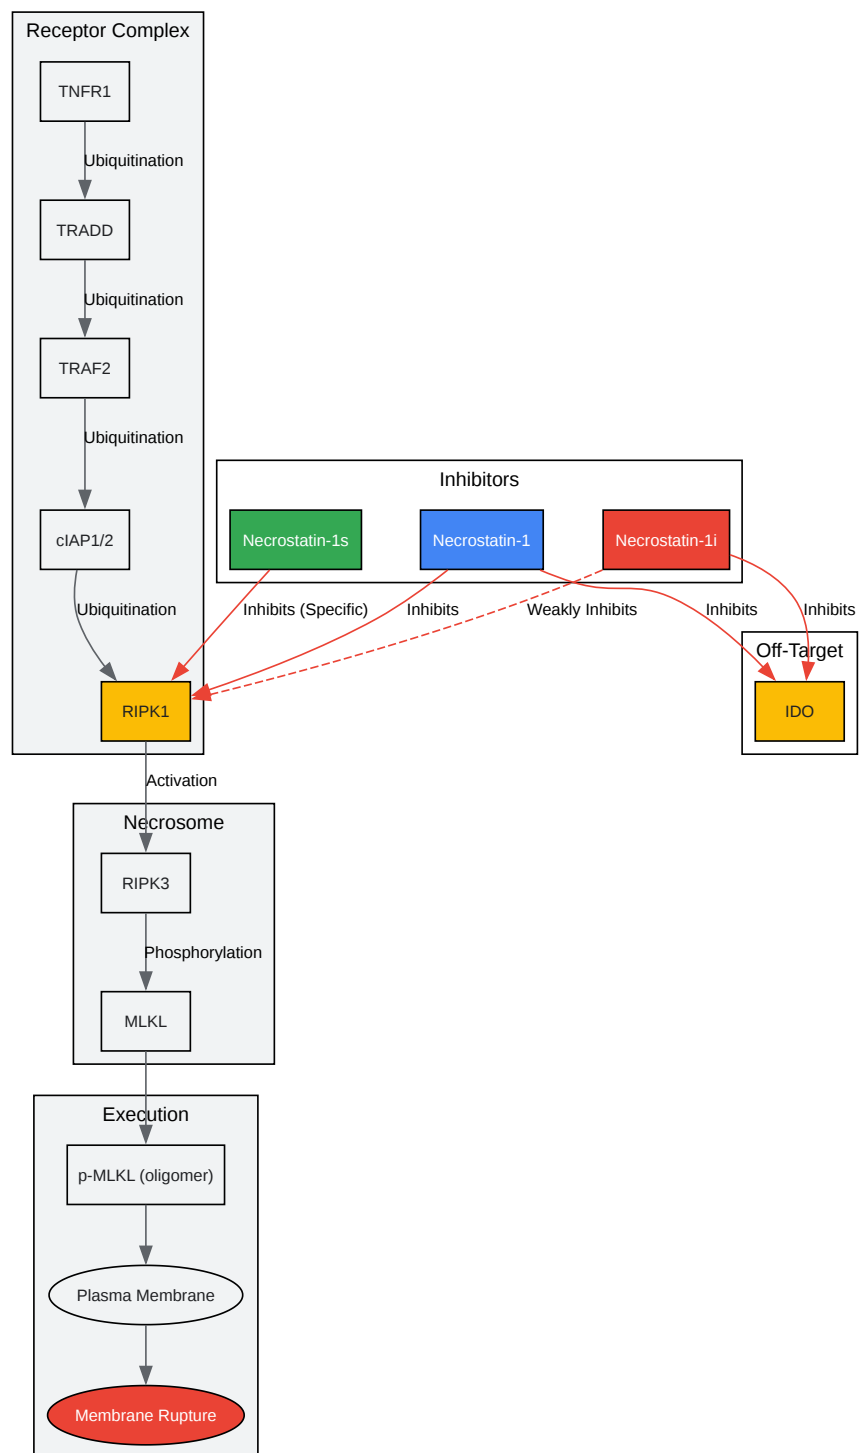 Receptor Complex
TNFR1
Ubiquitination
TRADD
Ubiquitination
TRAF2
Ubiquitination
cIAP1/2
Ubiquitination
RIPK1
Inhibitors
Necrostatin-1s
Necrostatin-1
Necrostatin-1i
Inhibits (Specific)
Inhibits
Weakly Inhibits
Inhibits
Inhibits
Off-Target
IDO
Activation
Necrosome
RIPK3
Phosphorylation
MLKL
Execution
p-MLKL (oligomer)
Plasma Membrane
Membrane Rupture